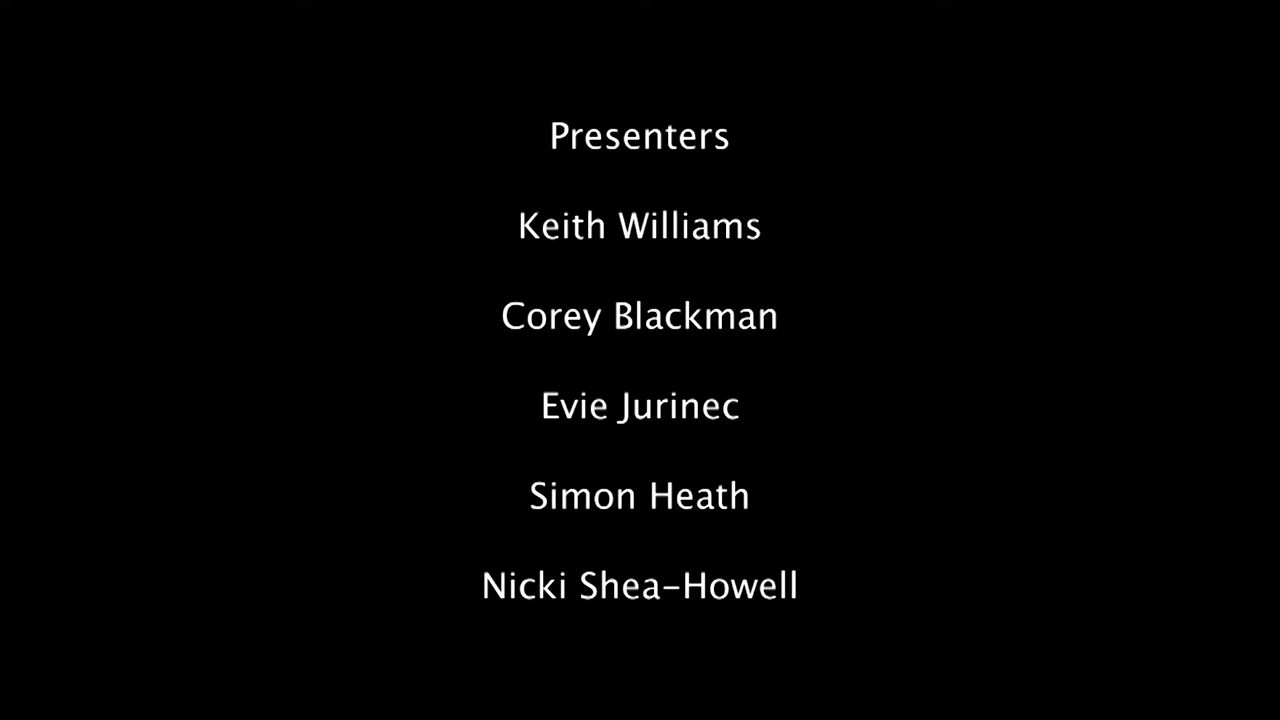 Presenters
Keith Williams
Corey Blackman
Evie Jurinec
Simon Heath
Nicki Shea-Howell